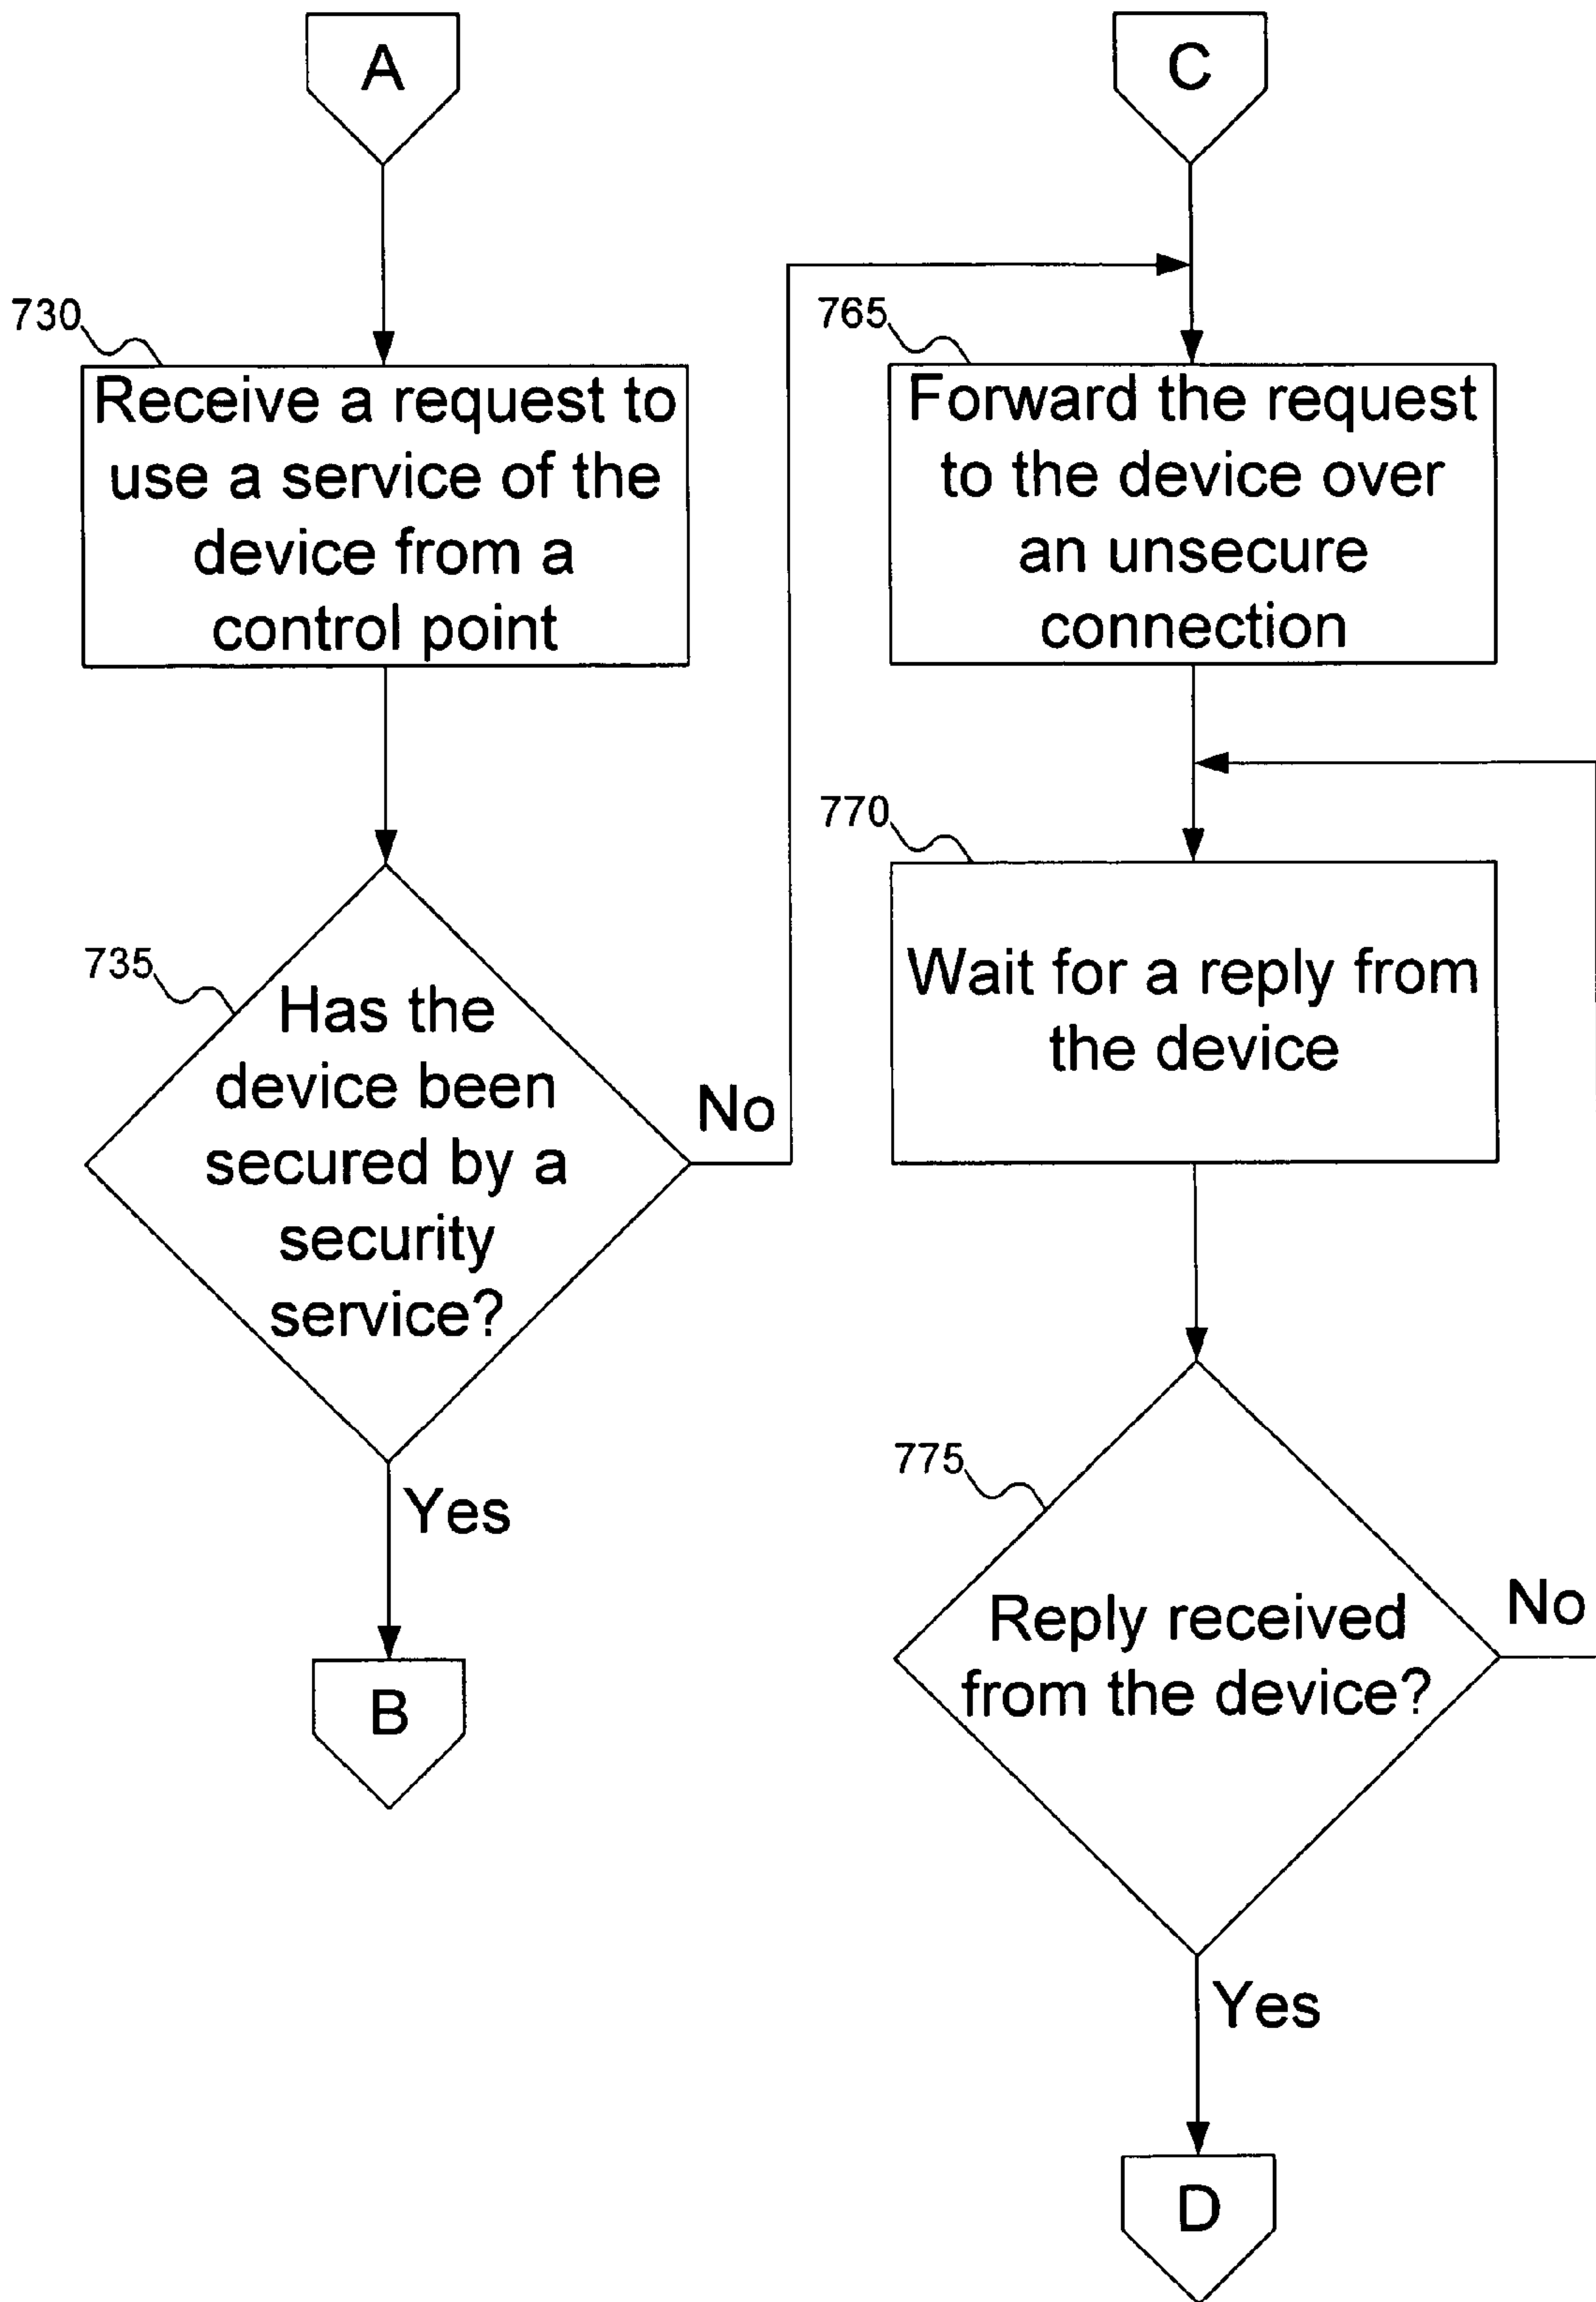 A
730
Receive a request to
use a service of the
device from a
control point
735
Has the
device been
secured by a
security
service?
No
Yes
B
C
765
Forward the request
to the device over
an unsecure
connection
770
Wait for a reply from
the device
775
Reply received
from the device?
No
Yes
D